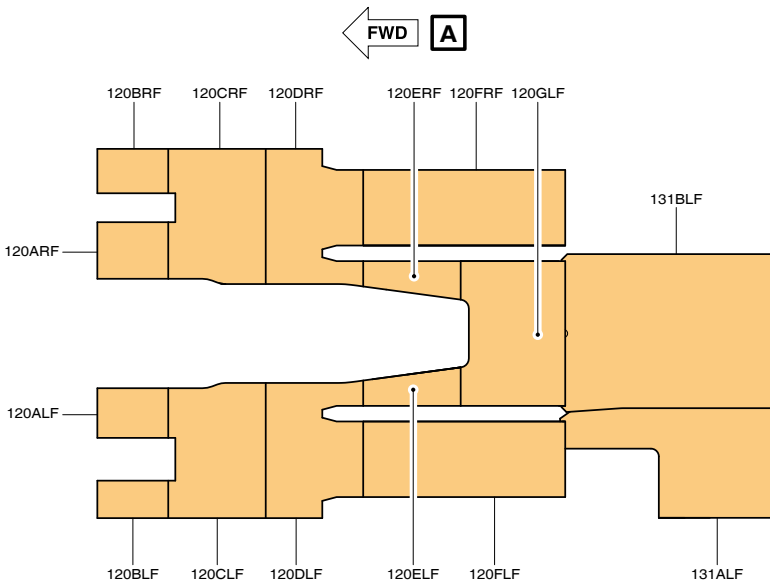 FWD A
120BRF 120CRF 120DRF 120ERF 120FRF 120GLF
131BLF
120ARF
120ALF
120BLF 120CLF 120DLF 120ELF 120FLF 131ALF